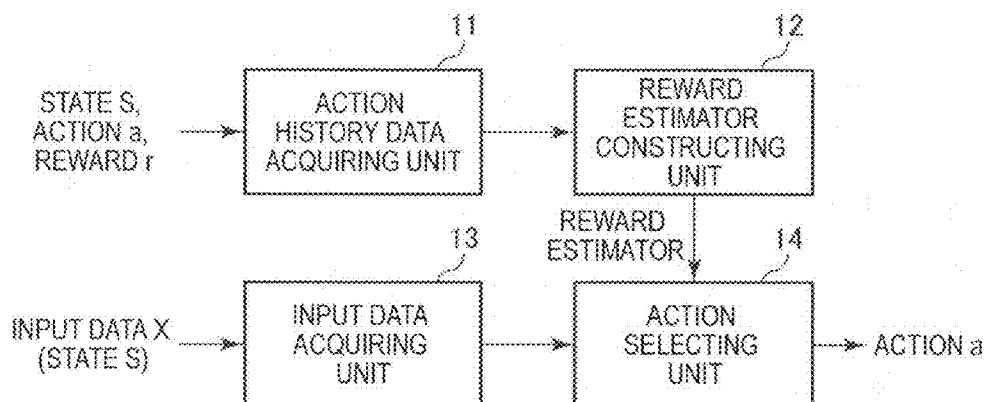 11
12
STATE S,
ACTION a,
REWARD r
ACTION
HISTORY DATA
ACQUIRING UNIT
REWARD
ESTIMATOR
CONSTRUCTING
UNIT
REWARD
ESTIMATOR
13
14
INPUT DATA X
(STATE S)
INPUT DATA
ACQUIRING
UNIT
ACTION
SELECTING
UNIT
ACTION a